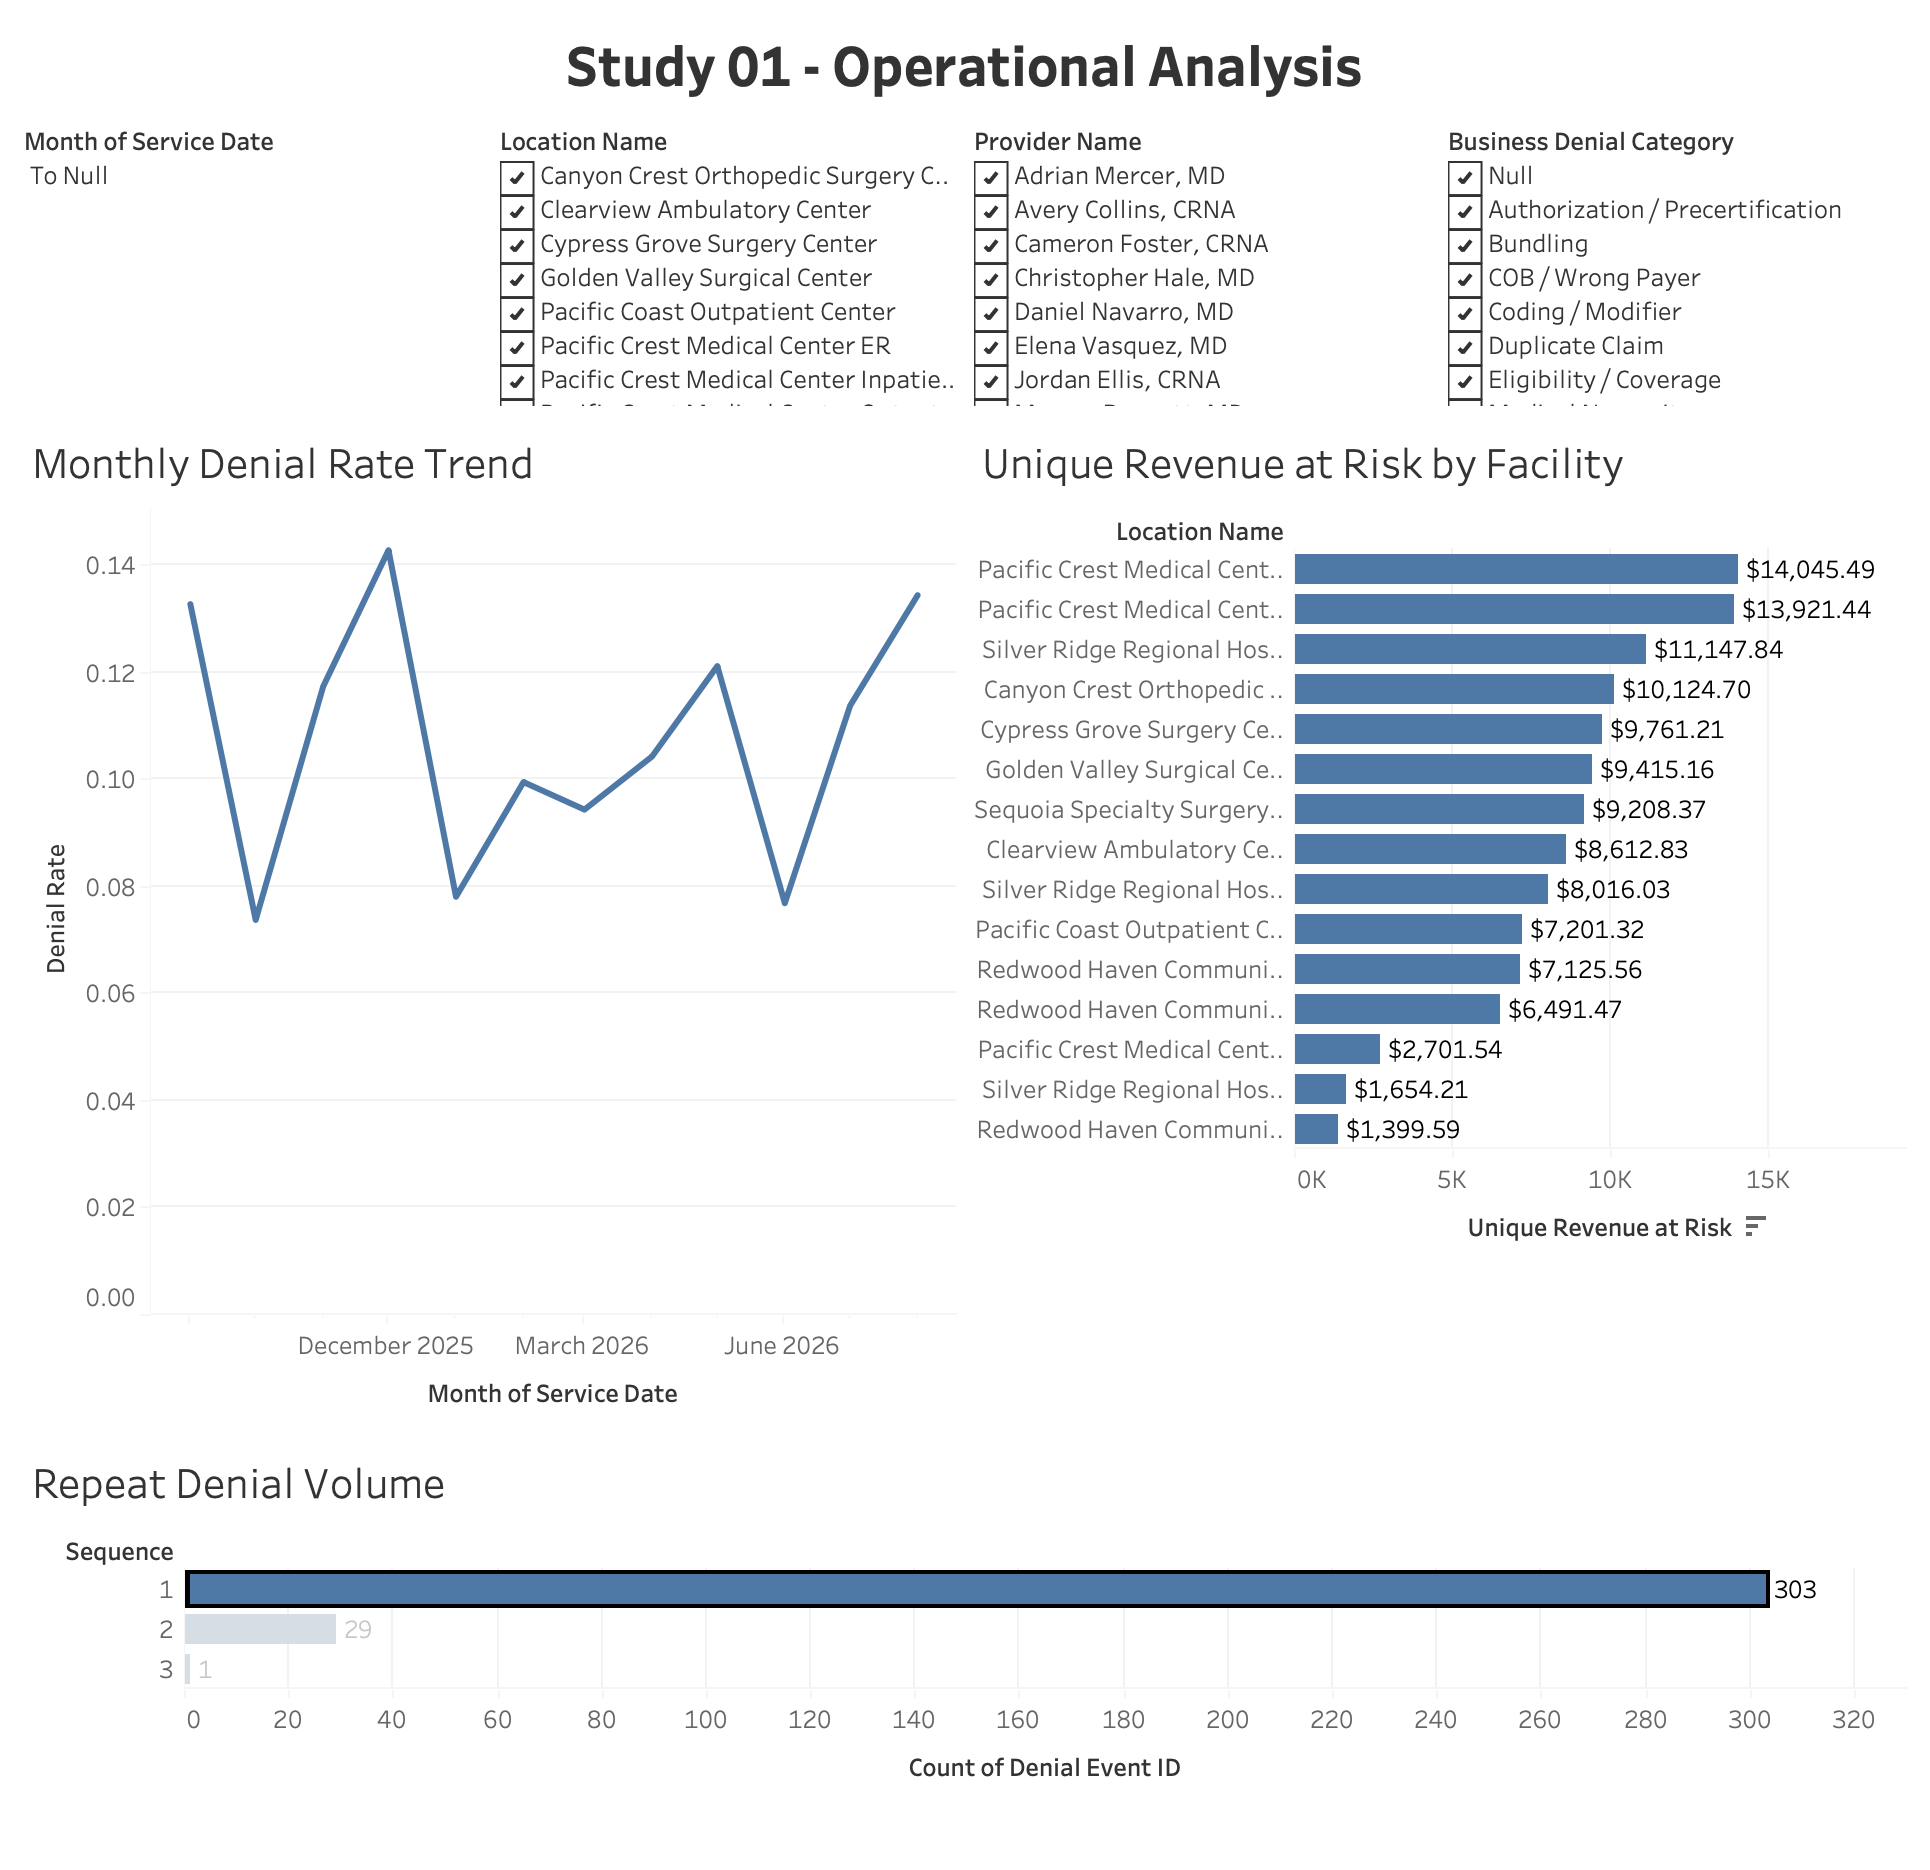 Study 01 - Operational Analysis
Month of Service Date
To Null
Location Name
Canyon Crest Orthopedic Surgery C..
Clearview Ambulatory Center
Cypress Grove Surgery Center
Golden Valley Surgical Center
Pacific Coast Outpatient Center
Pacific Crest Medical Center ER
Pacific Crest Medical Center Inpatie..
Provider Name
Adrian Mercer, MD
Avery Collins, CRNA
Cameron Foster, CRNA
Christopher Hale, MD
Daniel Navarro, MD
Elena Vasquez, MD
Jordan Ellis, CRNA
Business Denial Category
Null
Authorization / Precertification
Bundling
COB / Wrong Payer
Coding / Modifier
Duplicate Claim
Eligibility / Coverage
Monthly Denial Rate Trend
Denial Rate
0.14
0.12
0.10
0.08
0.06
0.04
0.02
0.00
December 2025 March 2026 June 2026
Month of Service Date
Unique Revenue at Risk by Facility
Location Name
Pacific Crest Medical Cent.. $14,045.49
Pacific Crest Medical Cent.. $13,921.44
Silver Ridge Regional Hos.. $11,147.84
Canyon Crest Orthopedic .. $10,124.70
Cypress Grove Surgery Ce.. $9,761.21
Golden Valley Surgical Ce.. $9,415.16
Sequoia Specialty Surgery.. $9,208.37
Clearview Ambulatory Ce.. $8,612.83
Silver Ridge Regional Hos.. $8,016.03
Pacific Coast Outpatient C.. $7,201.32
Redwood Haven Communi.. $7,125.56
Redwood Haven Communi.. $6,491.47
Pacific Crest Medical Cent.. $2,701.54
Silver Ridge Regional Hos.. $1,654.21
Redwood Haven Communi.. $1,399.59
0K 5K 10K 15K
Unique Revenue at Risk
Repeat Denial Volume
Sequence
1 303
2 29
3 1
0 20 40 60 80 100 120 140 160 180 200 220 240 260 280 300 320
Count of Denial Event ID